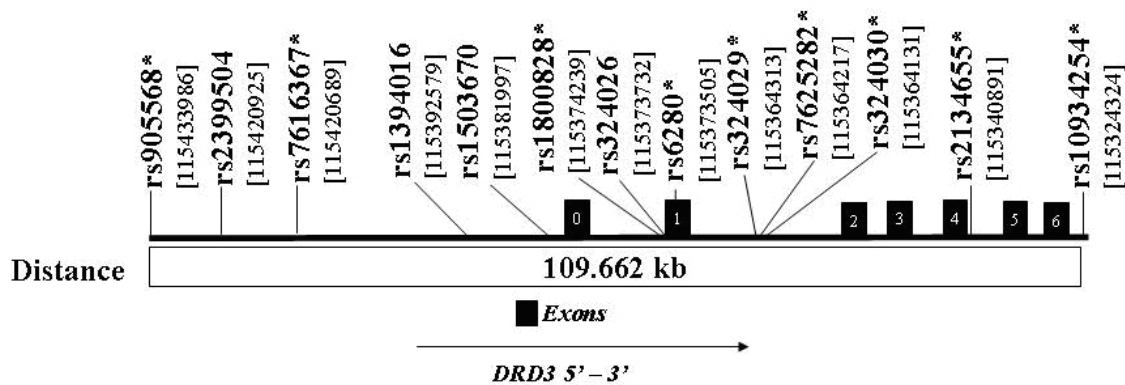 rs905568*
[115433986]
rs2399504
[115420925]
rs7616367*
[115420689]
rs1394016
[115392579]
rs1503670
[115381997]
rs1800828*
[115374239]
rs324026
[115373732]
rs6280*
[115373505]
rs324029*
[115364313]
rs7625282*
[115364217]
rs324030*
[115364131]
rs2134655*
[115340891]
rs10934254*
[115324324]
0 1 2 3 4 5 6
Distance 109.662 kb
Exons
DRD3 5’ – 3’